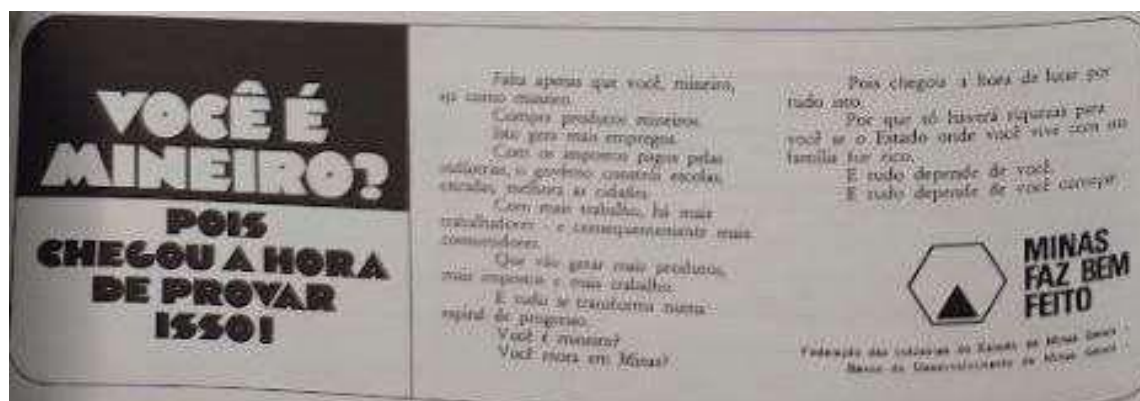 VOCÊ É
MINEIRO?
POIS
CHEGOU A HORA
DE PROVAR
ISSO!
Falta apenas que você, mineiro,
como mineiro.
Compre produtos mineiros.
Isto gera mais empregos.
Com os impostos pagos pelas
indústrias, o governo constrói escolas,
estradas, melhora as cidades.
Com mais trabalho, há mais
trabalhadores - e consequentemente mais
consumidores.
Que vão gerar mais produtos,
mais impostos e mais trabalho.
E tudo se transforma numa
espiral de progresso.
Você é mineiro?
Você mora em Minas?
Pois chegou a hora de lutar por
tudo isto.
Por que só haverá riquezas para
você se o Estado onde você vive com
família for rico.
E tudo depende de você.
E tudo depende de você começar.
MINAS
FAZ BEM
FEITO
Federação das Indústrias do Estado de Minas Gerais -
Banco de Desenvolvimento de Minas Gerais -